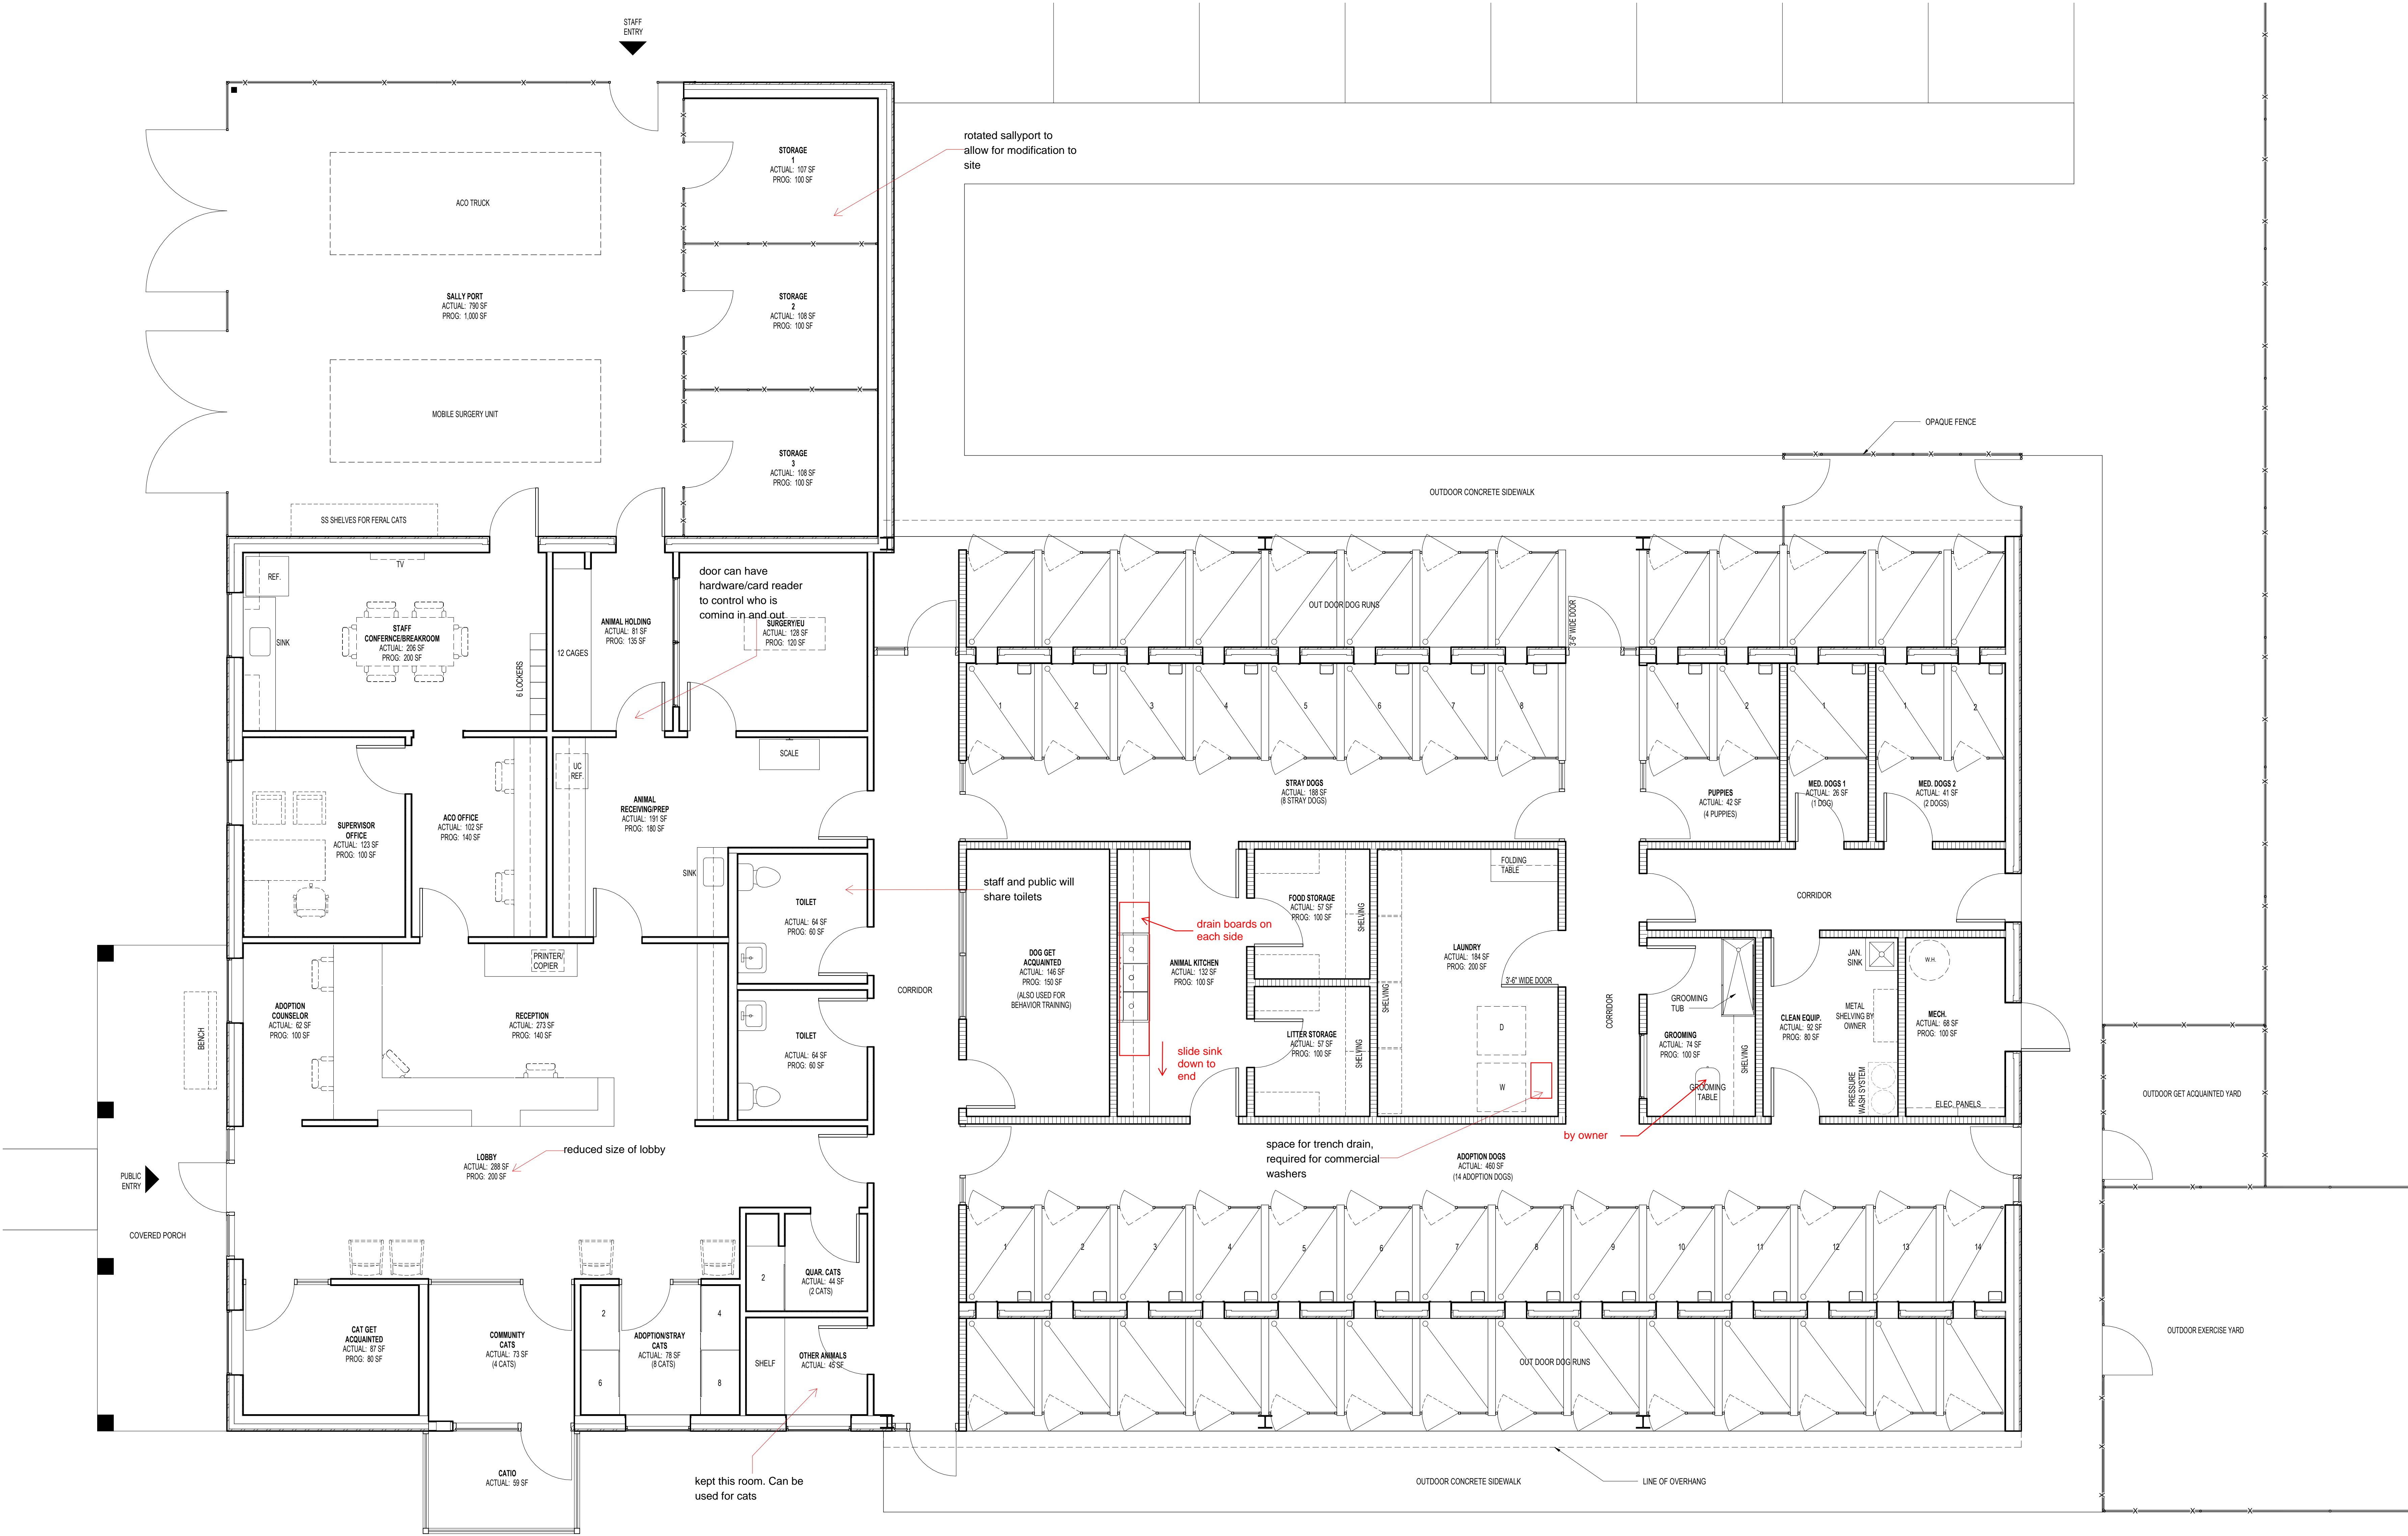 STAFF
ENTRY
STORAGE
1
ACTUAL: 107 SF
PROG: 100 SF
rotated sallyport to
allow for modification to
site
ACO TRUCK
SALLY PORT
ACTUAL: 790 SF
PROG: 1,000 SF
STORAGE
2
ACTUAL: 108 SF
PROG: 100 SF
MOBILE SURGERY UNIT
STORAGE
3
ACTUAL: 108 SF
PROG: 100 SF
OPAQUE FENCE
SS SHELVES FOR FERAL CATS
OUTDOOR CONCRETE SIDEWALK
REF.
TV
SINK
STAFF
CONFERNCE/BREAKROOM
ACTUAL: 206 SF
PROG: 200 SF
6 LOCKERS
12 CAGES
ANIMAL HOLDING
ACTUAL: 81 SF
PROG: 135 SF
door can have
hardware/card reader
to control who is
coming in and out
SURGERY/EU
ACTUAL: 128 SF
PROG: 120 SF
OUT DOOR DOG RUNS
3'-6" WIDE DOOR
1
2
3
4
5
6
7
8
1
2
1
1
2
SCALE
UC
REF.
STRAY DOGS
ACTUAL: 188 SF
(8 STRAY DOGS)
PUPPIES
ACTUAL: 42 SF
(4 PUPPIES)
MED. DOGS 1
ACTUAL: 26 SF
(1 DOG)
MED. DOGS 2
ACTUAL: 41 SF
(2 DOGS)
SUPERVISOR
OFFICE
ACTUAL: 123 SF
PROG: 100 SF
ACO OFFICE
ACTUAL: 102 SF
PROG: 140 SF
ANIMAL
RECEIVING/PREP
ACTUAL: 191 SF
PROG: 180 SF
SINK
TOILET
ACTUAL: 64 SF
PROG: 60 SF
staff and public will
share toilets
FOLDING
TABLE
FOOD STORAGE
ACTUAL: 57 SF
PROG: 100 SF
SHELVING
CORRIDOR
drain boards on
each side
DOG GET
ACQUAINTED
ACTUAL: 146 SF
PROG: 150 SF
(ALSO USED FOR
BEHAVIOR TRAINING)
ANIMAL KITCHEN
ACTUAL: 132 SF
PROG: 100 SF
LAUNDRY
ACTUAL: 184 SF
PROG: 200 SF
3'-6" WIDE DOOR
SHELVING
CORRIDOR
JAN.
SINK
W.H.
PRINTER/
COPIER
CORRIDOR
BENCH
ADOPTION
COUNSELOR
ACTUAL: 62 SF
PROG: 100 SF
RECEPTION
ACTUAL: 273 SF
PROG: 140 SF
TOILET
ACTUAL: 64 SF
PROG: 60 SF
slide sink
down to
end
LITTER STORAGE
ACTUAL: 57 SF
PROG: 100 SF
SHELVING
D
W
GROOMING
TUB
GROOMING
ACTUAL: 74 SF
PROG: 100 SF
SHELVING
GROOMING
TABLE
CLEAN EQUIP.
ACTUAL: 92 SF
PROG: 80 SF
METAL
SHELVING BY
OWNER
PRESSURE
WASH SYSTEM
MECH.
ACTUAL: 68 SF
PROG: 100 SF
ELEC. PANELS
OUTDOOR GET ACQUAINTED YARD
PUBLIC
ENTRY
COVERED PORCH
LOBBY
ACTUAL: 288 SF
PROG: 200 SF
reduced size of lobby
space for trench drain,
required for commercial
washers
by owner
ADOPTION DOGS
ACTUAL: 460 SF
(14 ADOPTION DOGS)
1
2
3
4
5
6
7
8
9
10
11
12
13
14
2
QUAR. CATS
ACTUAL: 44 SF
(2 CATS)
CAT GET
ACQUAINTED
ACTUAL: 87 SF
PROG: 80 SF
COMMUNITY
CATS
ACTUAL: 73 SF
(4 CATS)
2
4
6
8
ADOPTION/STRAY
CATS
ACTUAL: 78 SF
(8 CATS)
SHELF
OTHER ANIMALS
ACTUAL: 45 SF
OUT DOOR DOG RUNS
OUTDOOR EXERCISE YARD
CATIO
ACTUAL: 59 SF
kept this room. Can be
used for cats
OUTDOOR CONCRETE SIDEWALK
LINE OF OVERHANG